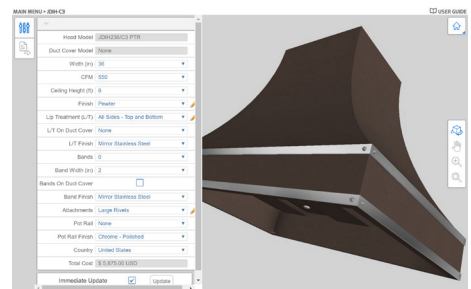 MAIN MENU > JDIH-C3
USER GUIDE
Hood Model JDIH236/C3 PTR
Duct Cover Model None
Width (in) 36
CFM 550
Ceiling Height (ft) 8
Finish Pewter
Lip Treatment (L/T) All Sides - Top and Bottom
L/T On Duct Cover None
L/T Finish Mirror Stainless Steel
Bands 0
Band Width (in) 2
Bands On Duct Cover
Band Finish Mirror Stainless Steel
Attachments Large Rivets
Pot Rail None
Pot Rail Finish Chrome - Polished
Country United States
Total Cost $ 5,875.00 USD
Immediate Update Update